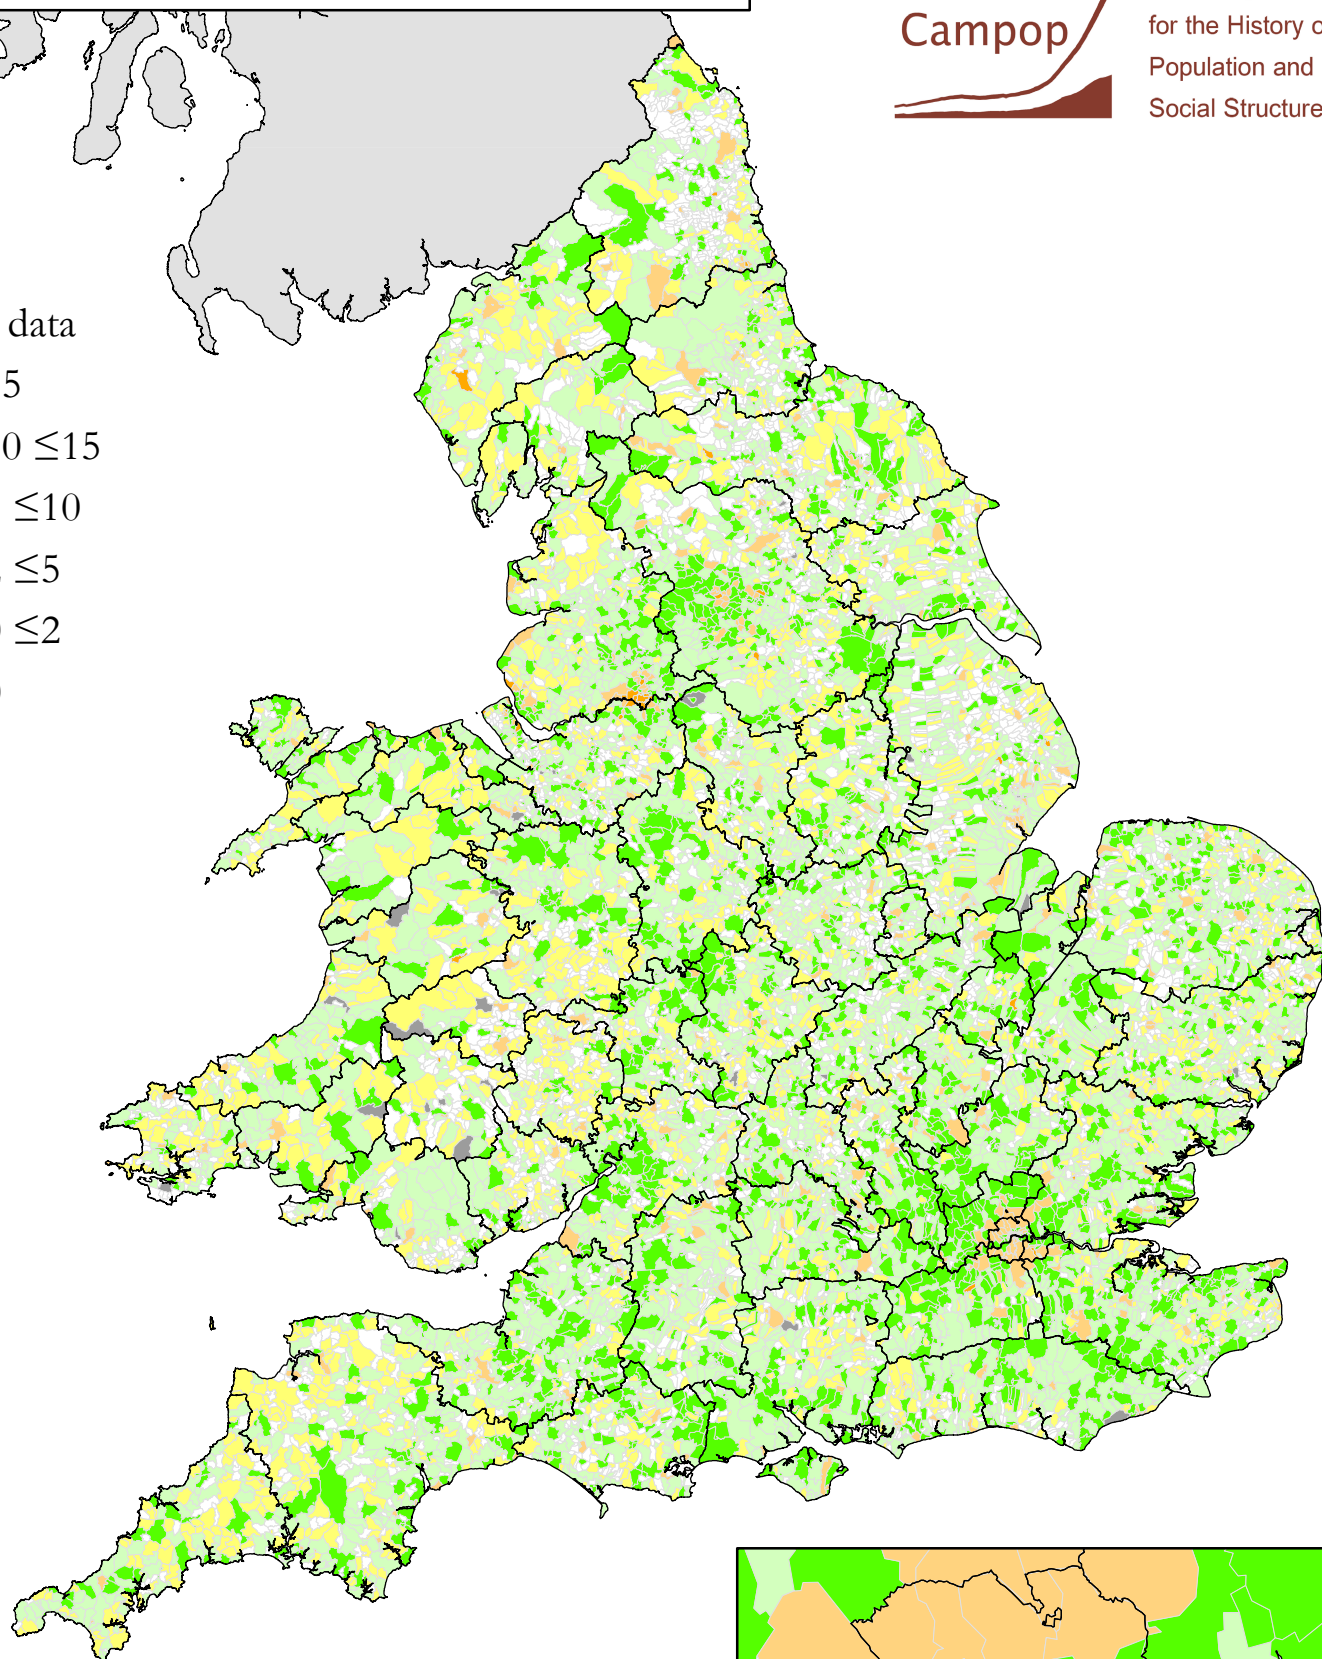 Campop
for the History o
Population and
Social Structure
data
5
0 ≤15
≤10
≤5
≤2